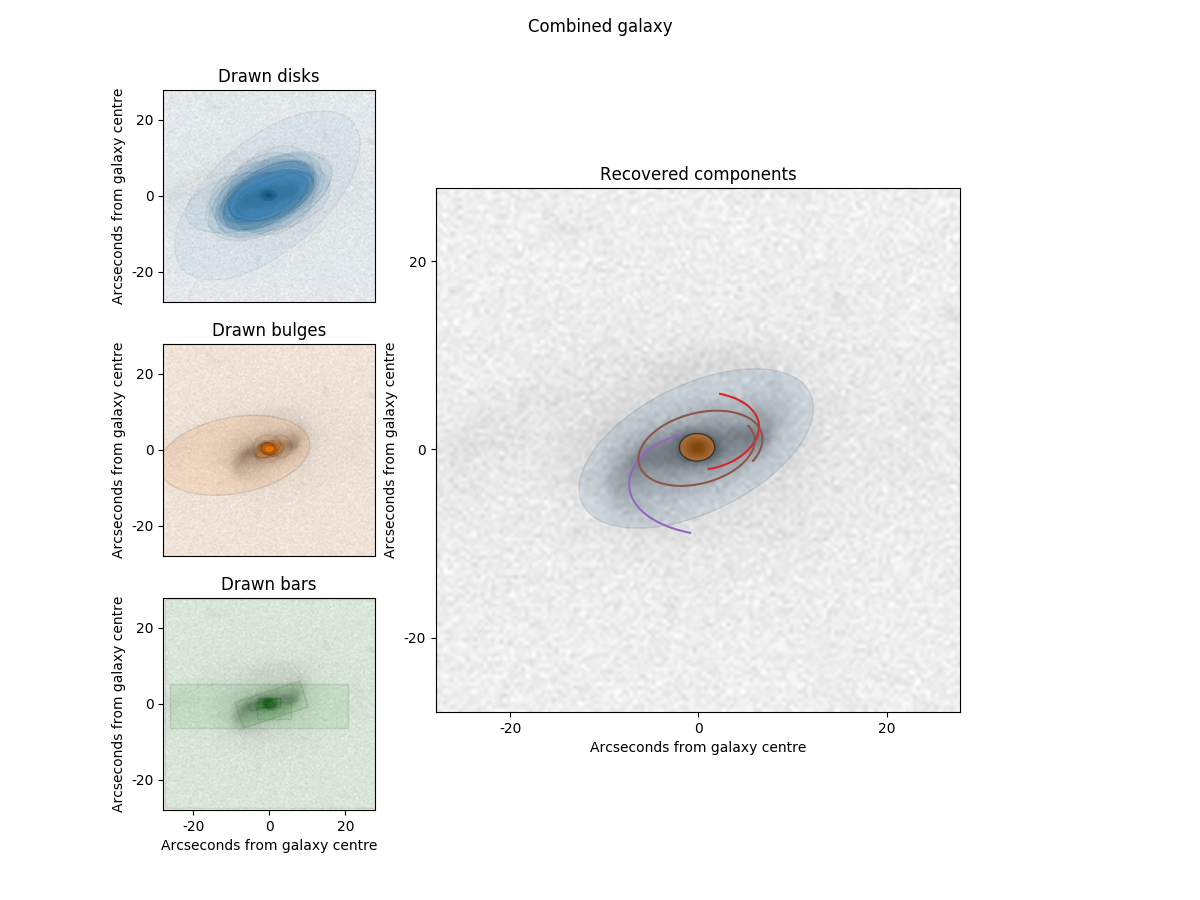 Combined galaxy
Drawn disks
Arcseconds from galaxy centre
20
0
-20
Drawn bulges
Arcseconds from galaxy centre
20
0
-20
Drawn bars
Arcseconds from galaxy centre
20
0
-20
-20 0 20
Arcseconds from galaxy centre
Recovered components
Arcseconds from galaxy centre
20
0
-20
-20 0 20
Arcseconds from galaxy centre